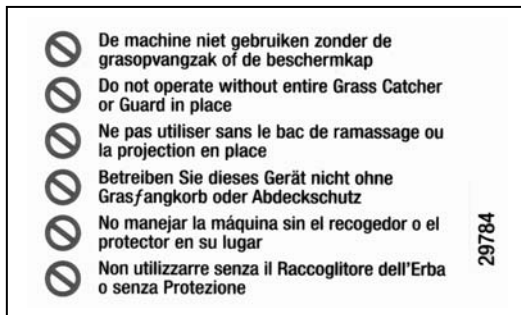 De machine niet gebruiken zonder de
grasopvangzak of de beschermkap
Do not operate without entire Grass Catcher
or Guard in place
Ne pas utiliser sans le bac de ramassage ou
la projection en place
Betreiben Sie dieses Gerät nicht ohne
Grasfangkorb oder Abdeckschutz
No manejar la máquina sin el recogedor o el
protector en su lugar
Non utilizzarre senza il Raccoglitore dell'Erba
o senza Protezione
29784